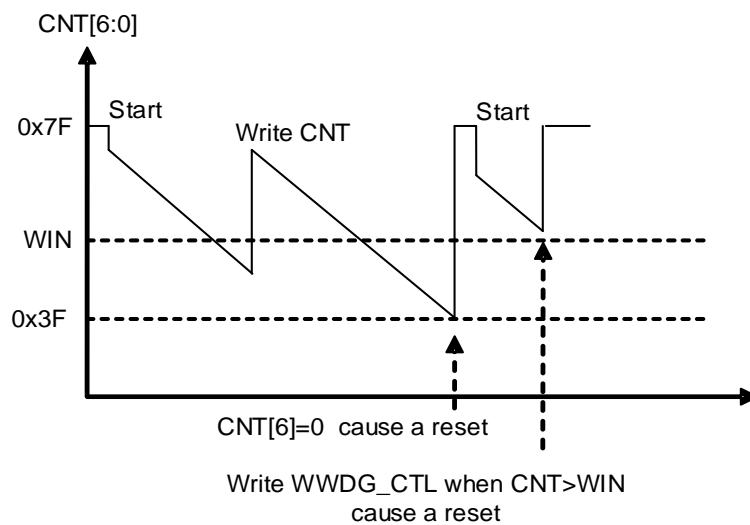 CNT[6:0]
0x7F
Start
Write CNT
Start
WIN
0x3F
CNT[6]=0 cause a reset
Write WWDG_CTL when CNT>WIN
cause a reset